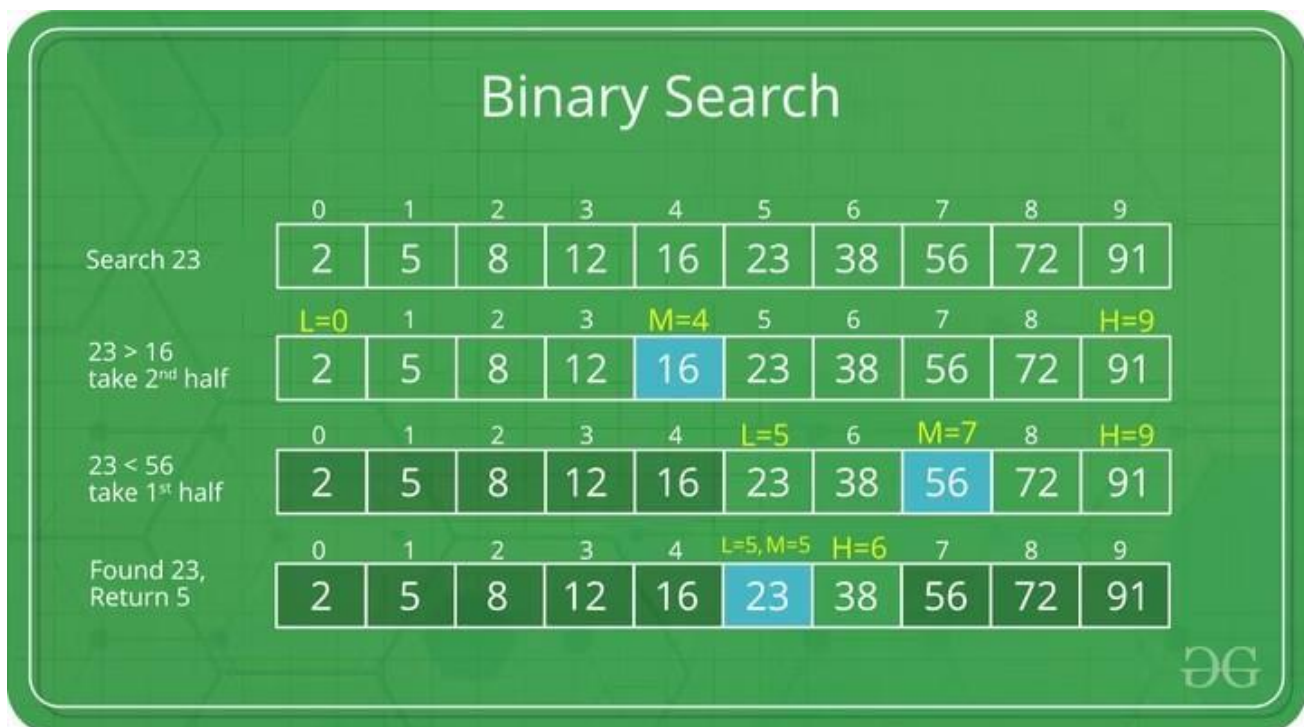 Binary Search
0 1 2 3 4 5 6 7 8 9
Search 23
2 5 8 12 16 23 38 56 72 91
L=0 1 2 3 M=4 5 6 7 8 H=9
23 > 16
take 2nd half
2 5 8 12 16 23 38 56 72 91
0 1 2 3 4 L=5 6 M=7 8 H=9
23 < 56
take 1st half
2 5 8 12 16 23 38 56 72 91
0 1 2 3 4 L=5, M=5 H=6 7 8 9
Found 23,
Return 5
2 5 8 12 16 23 38 56 72 91